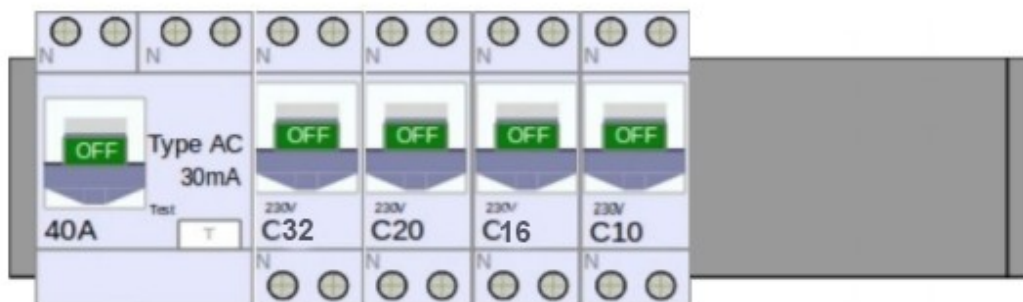 N N N N N N
OFF OFF OFF OFF OFF
Type AC
30mA
Test
T
40A
230V 230V 230V 230V
C32 C20 C16 C10
N N N N